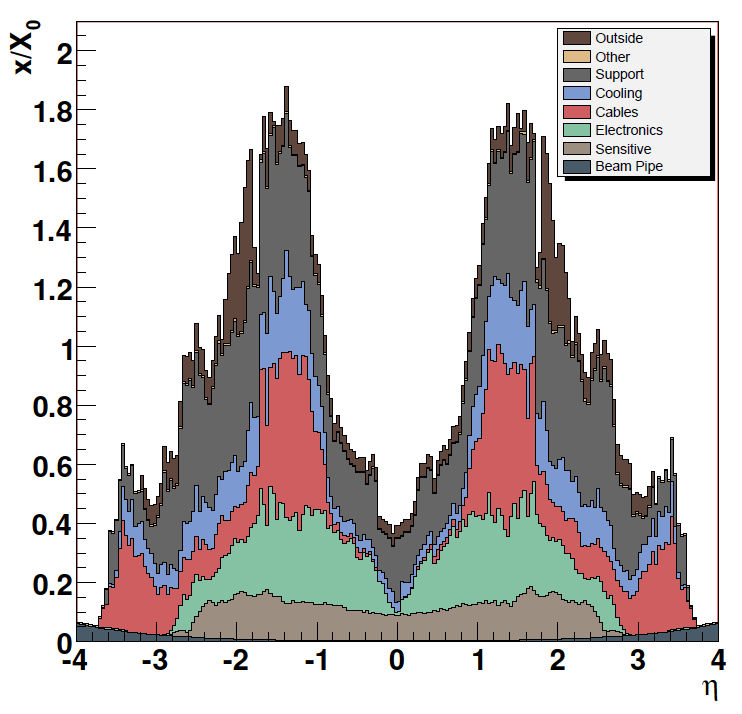 x/X0
2
1.8
1.6
1.4
1.2
1
0.8
0.6
0.4
0.2
0
Outside
Other
Support
Cooling
Cables
Electronics
Sensitive
Beam Pipe
-4 -3 -2 -1 0 1 2 3 4
η